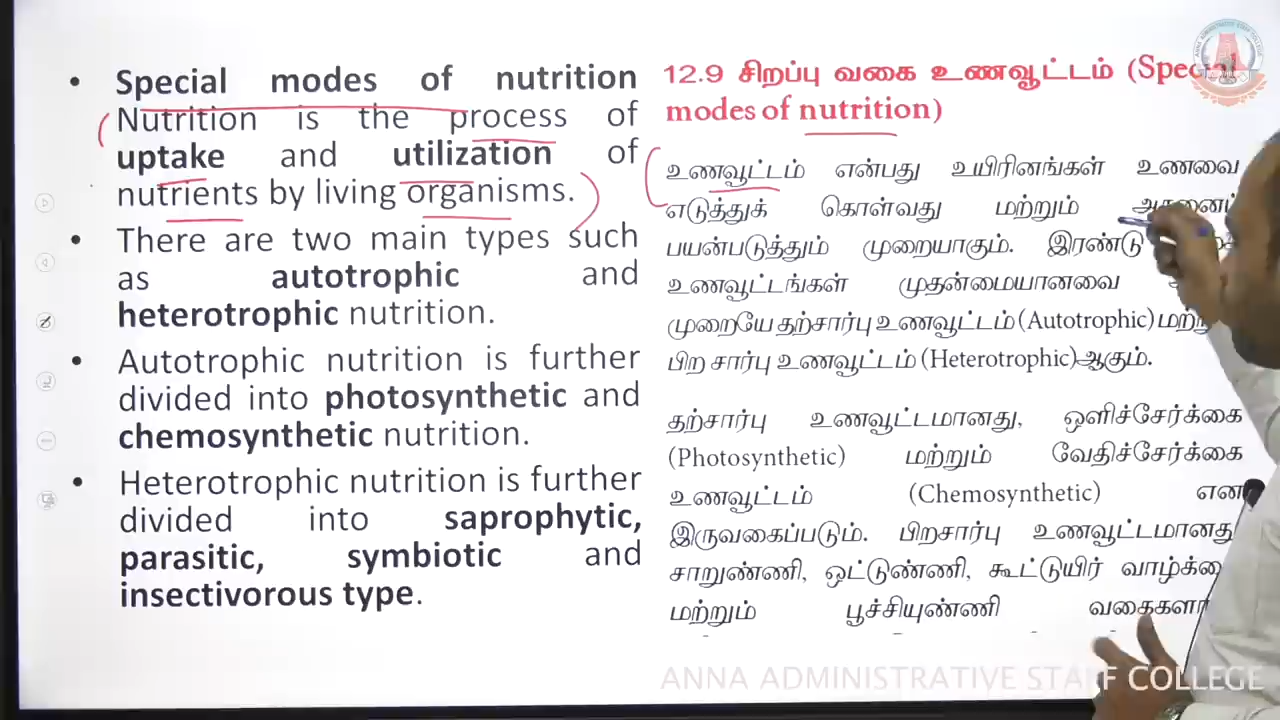 • Special modes of nutrition
Nutrition is the process of
uptake and utilization of
nutrients by living organisms.
• There are two main types such
as autotrophic and
heterotrophic nutrition.
• Autotrophic nutrition is further
divided into photosynthetic and
chemosynthetic nutrition.
• Heterotrophic nutrition is further
divided into saprophytic,
parasitic, symbiotic and
insectivorous type.
12.9 சிறப்பு வகை உணவூட்டம் (Spec
modes of nutrition)
உணவூட்டம் என்பது உயிரினங்கள் உணவை
எடுத்துக் கொள்வது மற்றும்
பயன்படுத்தும் முறையாகும். இரண்டு
உணவூட்டங்கள் முதன்மையானவை
முறையே தற்சார்பு உணவூட்டம் (Autotrophic)
பிற சார்பு உணவூட்டம் (Heterotrophic) ஆகும்.
தற்சார்பு உணவூட்டமானது, ஒளிச்சேர்க்கை
(Photosynthetic) மற்றும் வேதிச்சேர்க்கை
உணவூட்டம் (Chemosynthetic) என
இருவகைப்படும். பிறசார்பு உணவூட்டமானது
சாறுண்ணி, ஒட்டுண்ணி, கூட்டுயிர்
மற்றும் பூச்சியுண்ணி
ANNA ADMINISTRATIVE STAFF COLLEGE